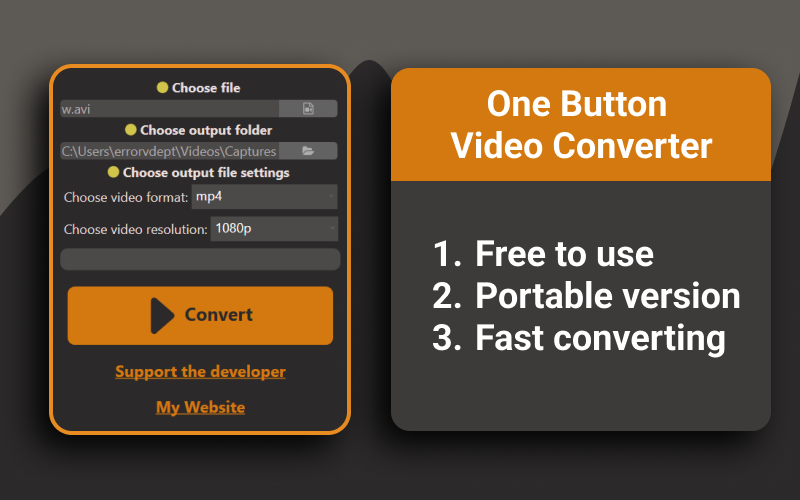 Choose file
w.avi
Choose output folder
C:\Users\errorvdept\Videos\Captures
Choose output file settings
Choose video format: mp4
Choose video resolution: 1080p
Convert
Support the developer
My Website
One Button
Video Converter
1. Free to use
2. Portable version
3. Fast converting